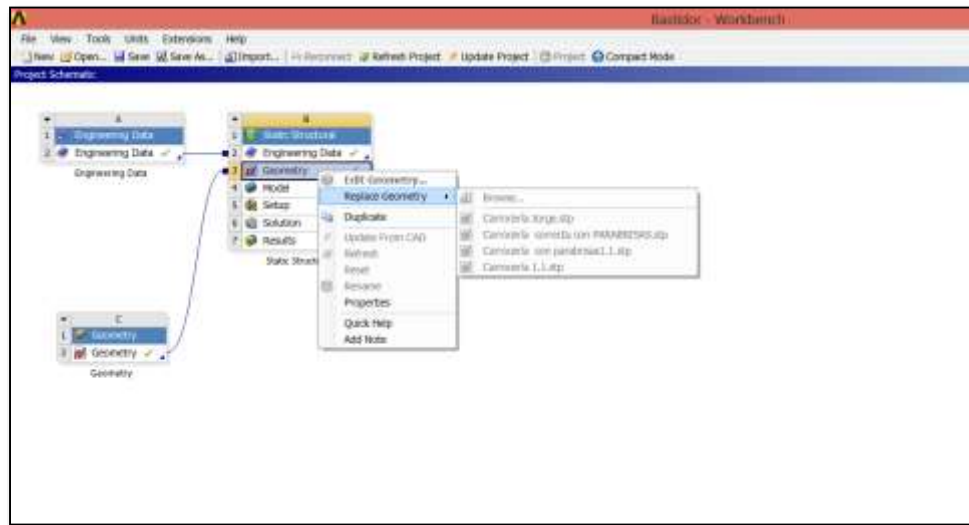 Bastidor - Workbench
File View Tools Units Extensions Help
New Open... Save Save As... Import... Reconnect Refresh Project Update Project Project Compact Mode
Project Schematic
A
1 Engineering Data
2 Engineering Data
Engineering Data
B
1 Static Structural
2 Engineering Data
3 Geometry
4 Model
5 Setup
6 Solution
7 Results
Static Struct
Edit Geometry...
Replace Geometry
Duplicate
Update From CAD
Refresh
Reset
Rename
Properties
Quick Help
Add Note
Browse...
Carroceria Jorge.stp
Carroceria con PARABRISAS.stp
Carroceria con parabrisas1.1.stp
Carroceria 1.1.stp
C
1 Geometry
2 Geometry
Geometry